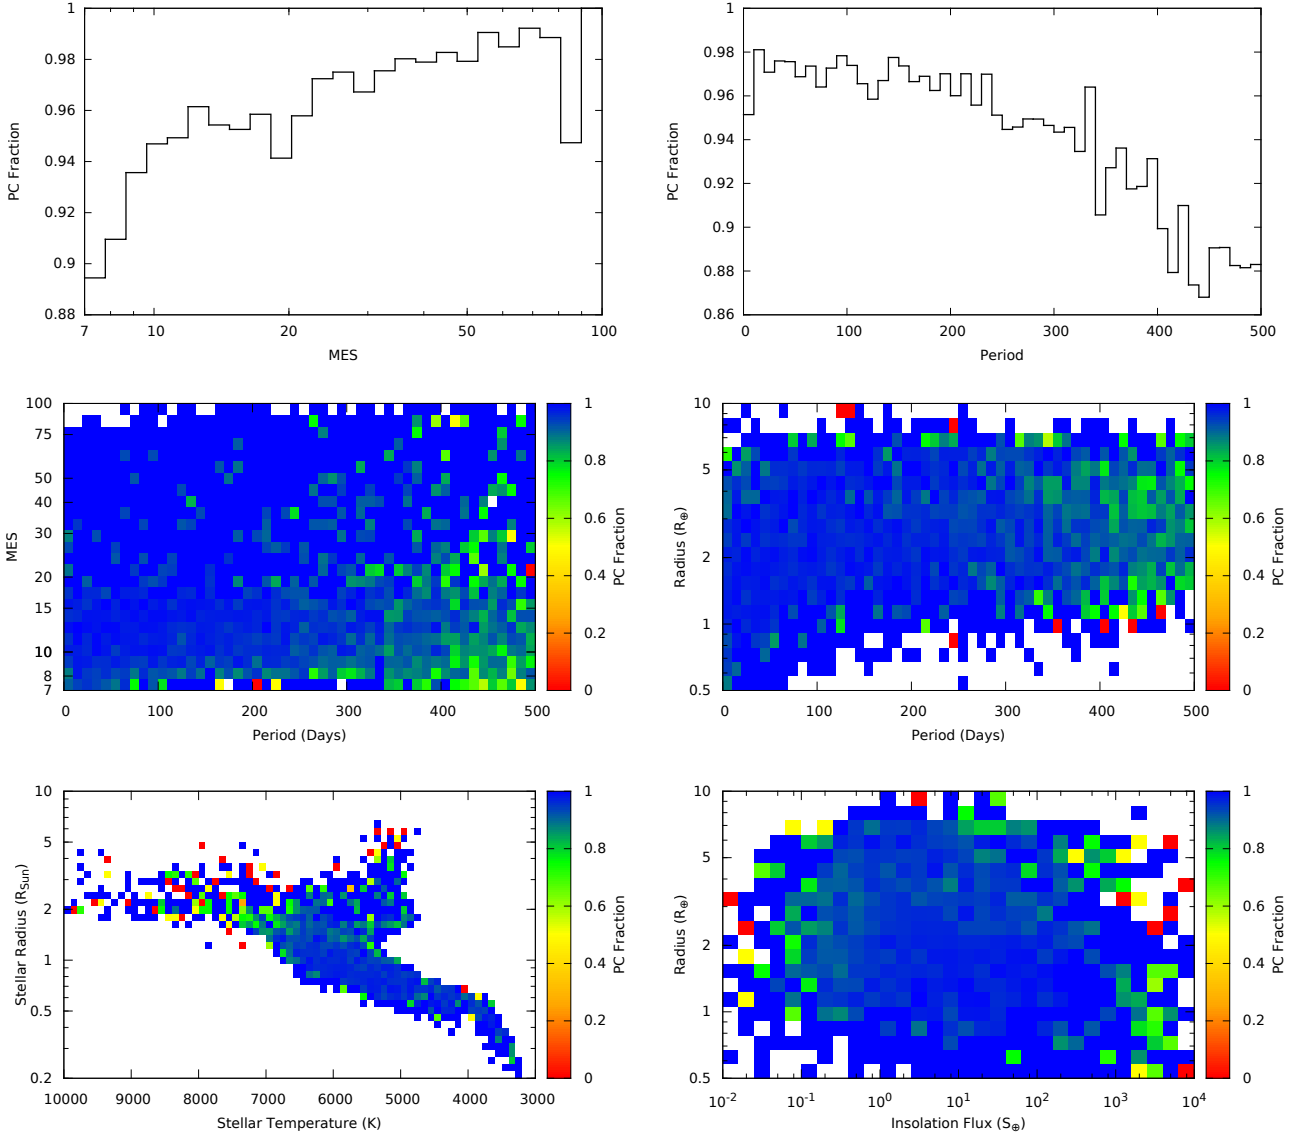 1
0.98
0.96
0.94
0.92
0.9
0.88
PC Fraction
7 10 20 50 100
MES
1
0.98
0.96
0.94
0.92
0.9
0.88
0.86
PC Fraction
0 100 200 300 400 500
Period
100
75
50
40
30
20
15
10
8
7
MES
0 100 200 300 400 500
Period (Days)
1
0.8
0.6
0.4
0.2
0
PC Fraction
10
5
2
1
0.5
Radius (R⊕)
0 100 200 300 400 500
Period (Days)
1
0.8
0.6
0.4
0.2
0
PC Fraction
10
5
2
1
0.5
0.2
Stellar Radius (RSun)
10000 9000 8000 7000 6000 5000 4000 3000
Stellar Temperature (K)
1
0.8
0.6
0.4
0.2
0
PC Fraction
10
5
2
1
0.5
Radius (R⊕)
10⁻² 10⁻¹ 10⁰ 10¹ 10² 10³ 10⁴
Insolation Flux (S⊕)
1
0.8
0.6
0.4
0.2
0
PC Fraction